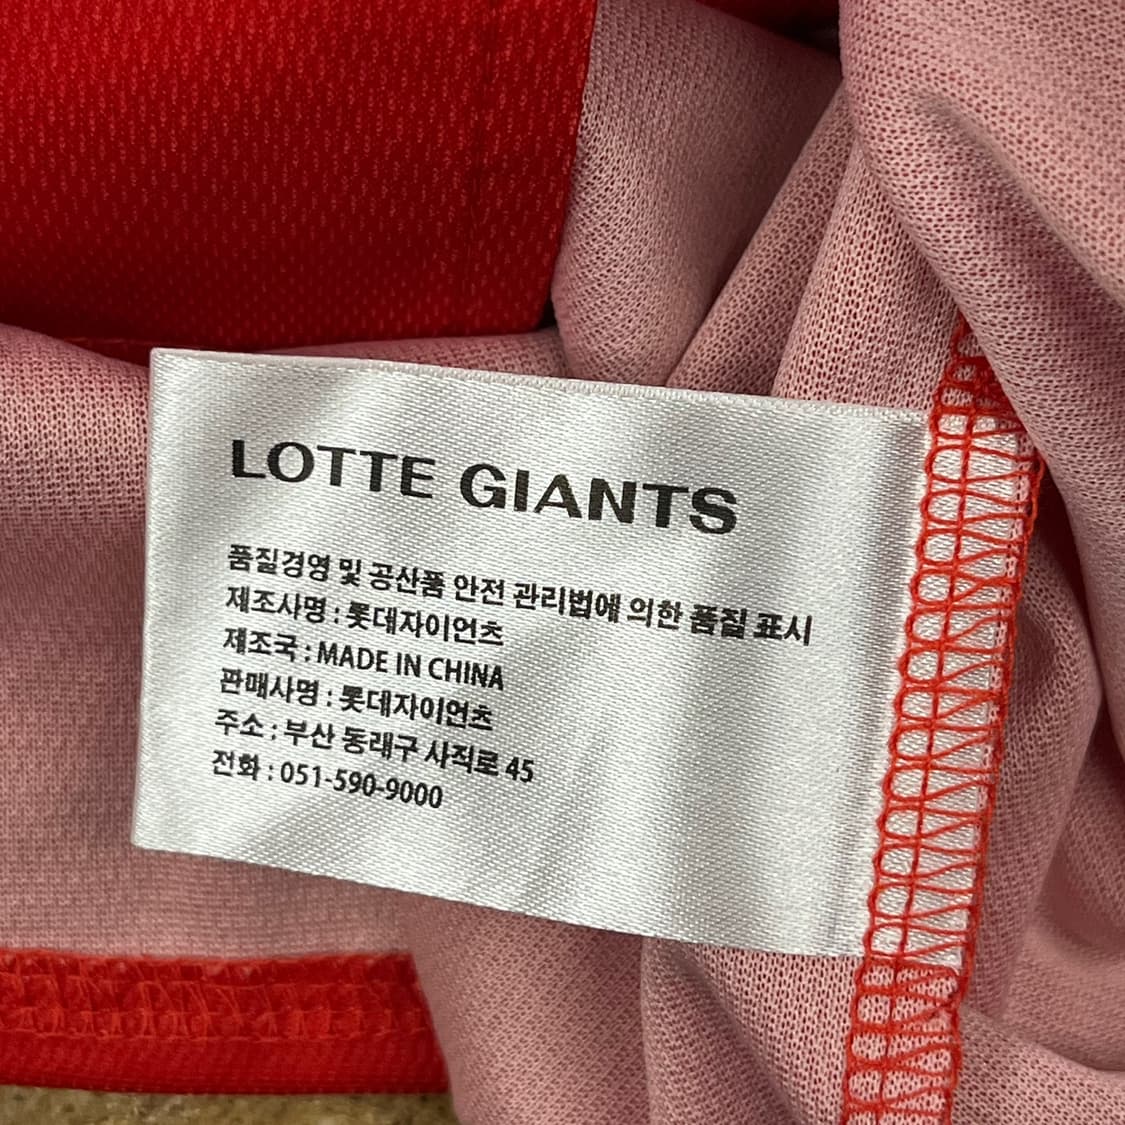 LOTTE GIANTS
품질경영 및 공산품 안전 관리법에 의한 품질 표시
제조사명 : 롯데자이언츠
제조국 : MADE IN CHINA
판매사명 : 롯데자이언츠
주소 : 부산 동래구 사직로 45
전화 : 051-590-9000